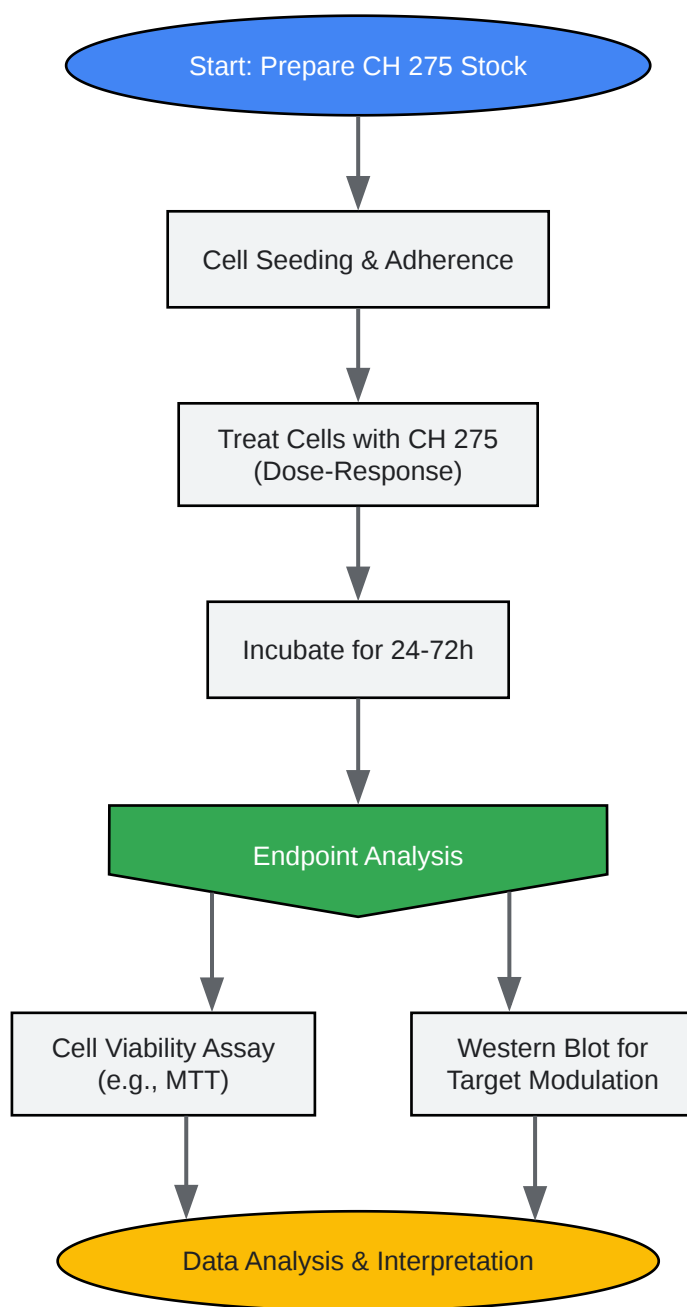 Start: Prepare CH 275 Stock
Cell Seeding & Adherence
Treat Cells with CH 275
(Dose-Response)
Incubate for 24-72h
Endpoint Analysis
Cell Viability Assay
(e.g., MTT)
Western Blot for
Target Modulation
Data Analysis & Interpretation